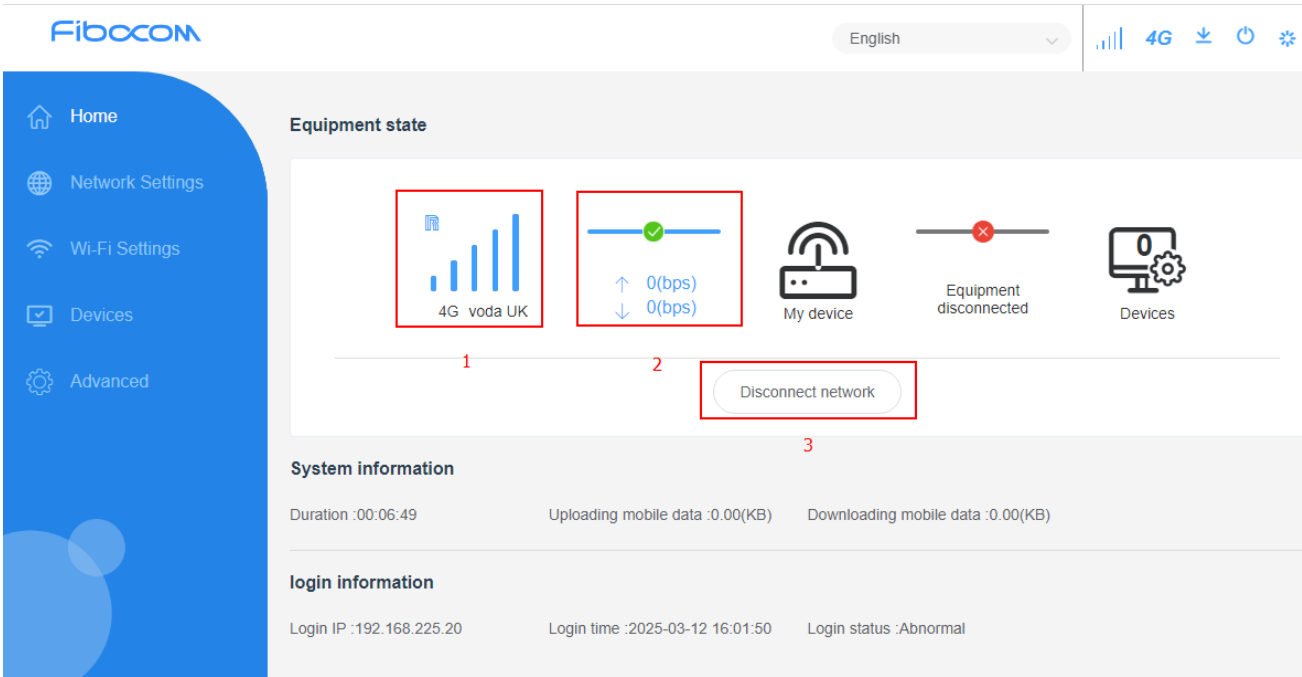 Fibocom
English
4G
Home
Network Settings
Wi-Fi Settings
Devices
Advanced
Equipment state
R
4G voda UK
1
↑ 0(bps)
↓ 0(bps)
2
My device
Equipment
disconnected
0
Devices
Disconnect network
3
System information
Duration :00:06:49
Uploading mobile data :0.00(KB)
Downloading mobile data :0.00(KB)
login information
Login IP :192.168.225.20
Login time :2025-03-12 16:01:50
Login status :Abnormal